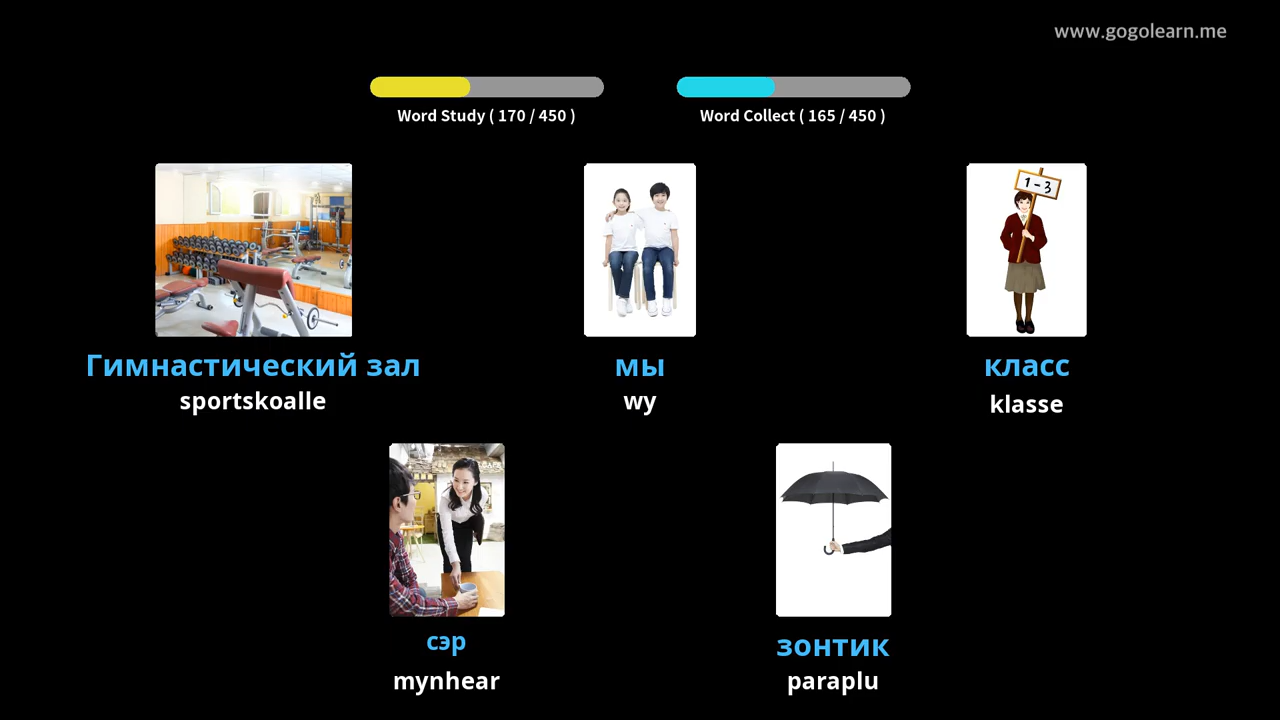 www.gogolearn.me
Word Study ( 170 / 450 )
Word Collect ( 165 / 450 )
1-3
Гимнастический зал
sportskoalle
мы
wy
класс
klasse
сэр
mynhear
зонтик
paraplu